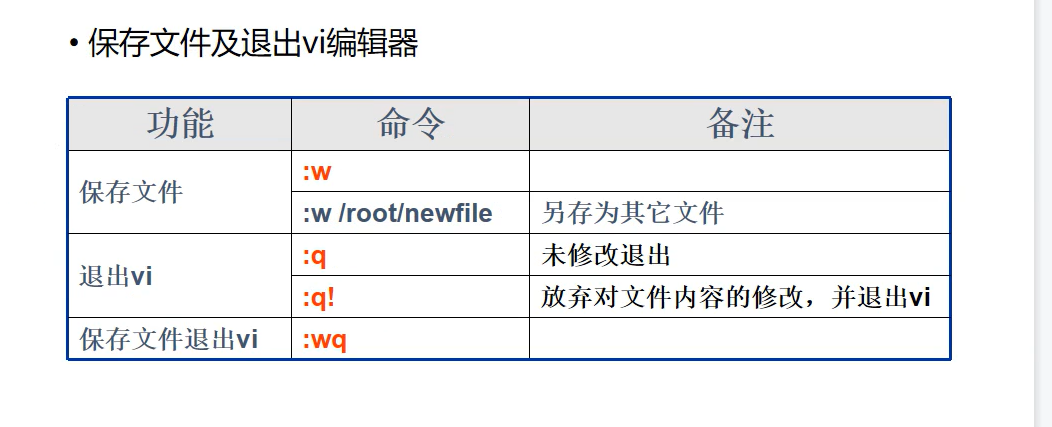 • 保存文件及退出vi编辑器
功能 命令 备注
保存文件
:w
:w /root/newfile 另存为其它文件
退出vi
:q 未修改退出
:q! 放弃对文件内容的修改，并退出vi
保存文件退出vi :wq